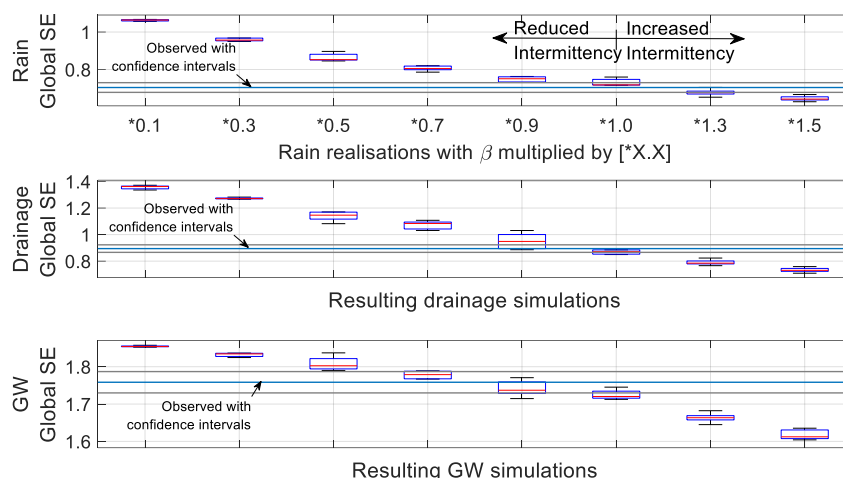 Rain
Global SE
1
0.8
Observed with
confidence intervals
Reduced
Intermittency
Increased
Intermittency
*0.1 *0.3 *0.5 *0.7 *0.9 *1.0 *1.3 *1.5
Rain realisations with β multiplied by [*X.X]
Drainage
Global SE
1.4
1.2
1
0.8
Observed with
confidence intervals
Resulting drainage simulations
GW
Global SE
1.8
1.7
1.6
Observed with
confidence intervals
Resulting GW simulations